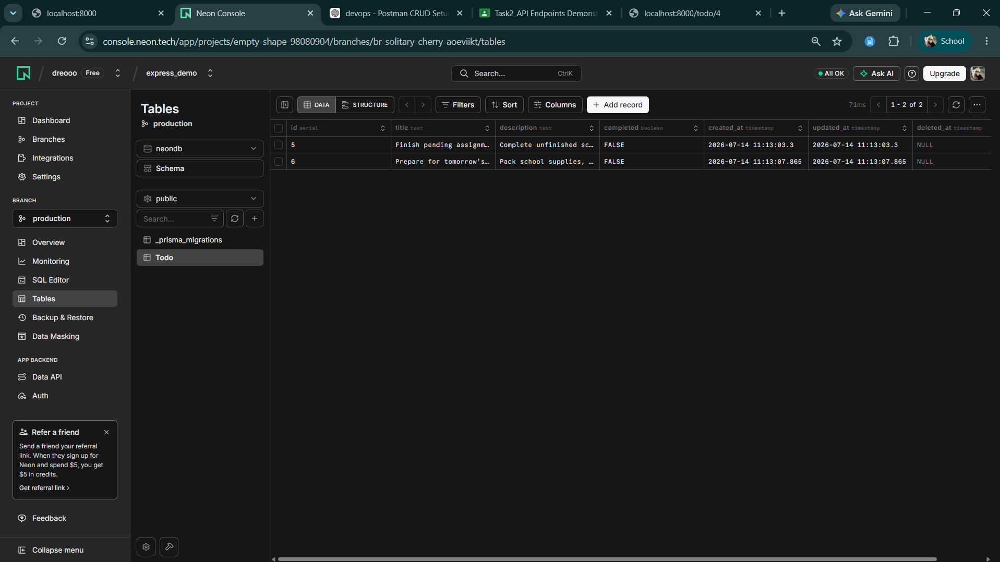 localhost:8000
Neon Console
devops - Postman CRUD Setu
Task2_API Endpoints Demonst
localhost:8000/todo/4
Ask Gemini
console.neon.tech/app/projects/empty-shape-98080904/branches/br-solitary-cherry-aoeviikt/tables
School
dreooo Free
express_demo
Search... CtrlK
All OK
Ask AI
Upgrade
PROJECT
Dashboard
Branches
Integrations
Settings
BRANCH
production
Overview
Monitoring
SQL Editor
Tables
Backup & Restore
Data Masking
APP BACKEND
Data API
Auth
Refer a friend
Send a friend your referral
link. When they sign up for
Neon and spend $5, you get
$5 in credits.
Get referral link >
Feedback
Collapse menu
Tables
production
neondb
Schema
public
Search...
_prisma_migrations
Todo
DATA STRUCTURE Filters Sort Columns + Add record 71ms 1 - 2 of 2
id serial title text description text completed boolean created_at timestamp updated_at timestamp deleted_at timestamp
5 Finish pending assignm… Complete unfinished sc… FALSE 2026-07-14 11:13:03.3 2026-07-14 11:13:03.3 NULL
6 Prepare for tomorrow's… Pack school supplies, … FALSE 2026-07-14 11:13:07.865 2026-07-14 11:13:07.865 NULL